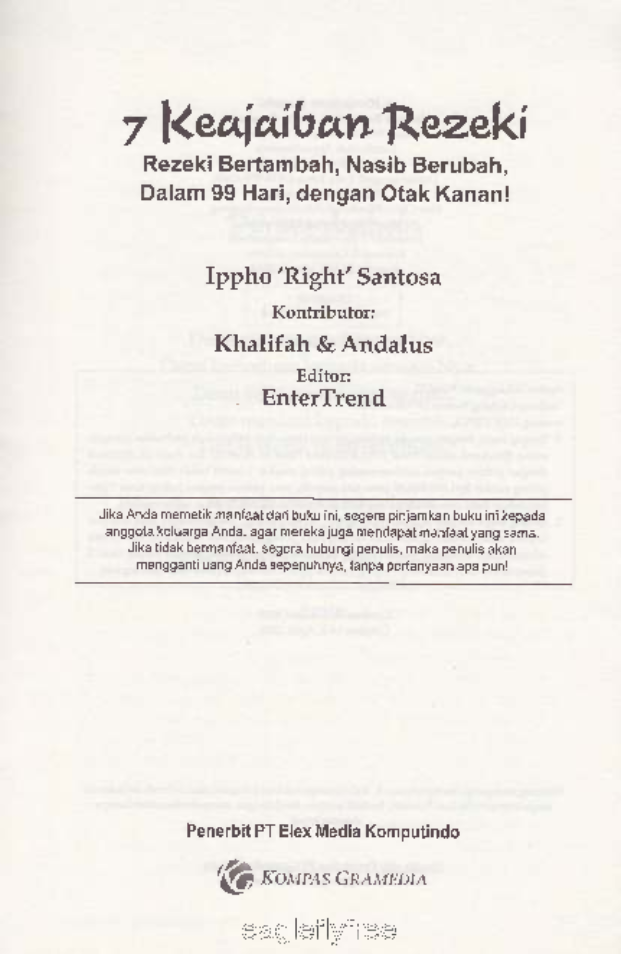 7 Keajaiban Rezeki
Rezeki Bertambah, Nasib Berubah,
Dalam 99 Hari, dengan Otak Kanan!
Ippho 'Right' Santosa
Kontributor:
Khalifah & Andalus
Editor:
EnterTrend
Jika Anda memetik manfaat dari buku ini, segera pinjamkan buku ini kepada
anggota keluarga Anda, agar mereka juga mendapat manfaat yang sama.
Jika tidak bermanfaat, segera hubungi penulis, maka penulis akan
mengganti uang Anda sepenuhnya, tanpa pertanyaan apa pun!
Penerbit PT Elex Media Komputindo
KOMPAS GRAMEDIA
eagleflyfree